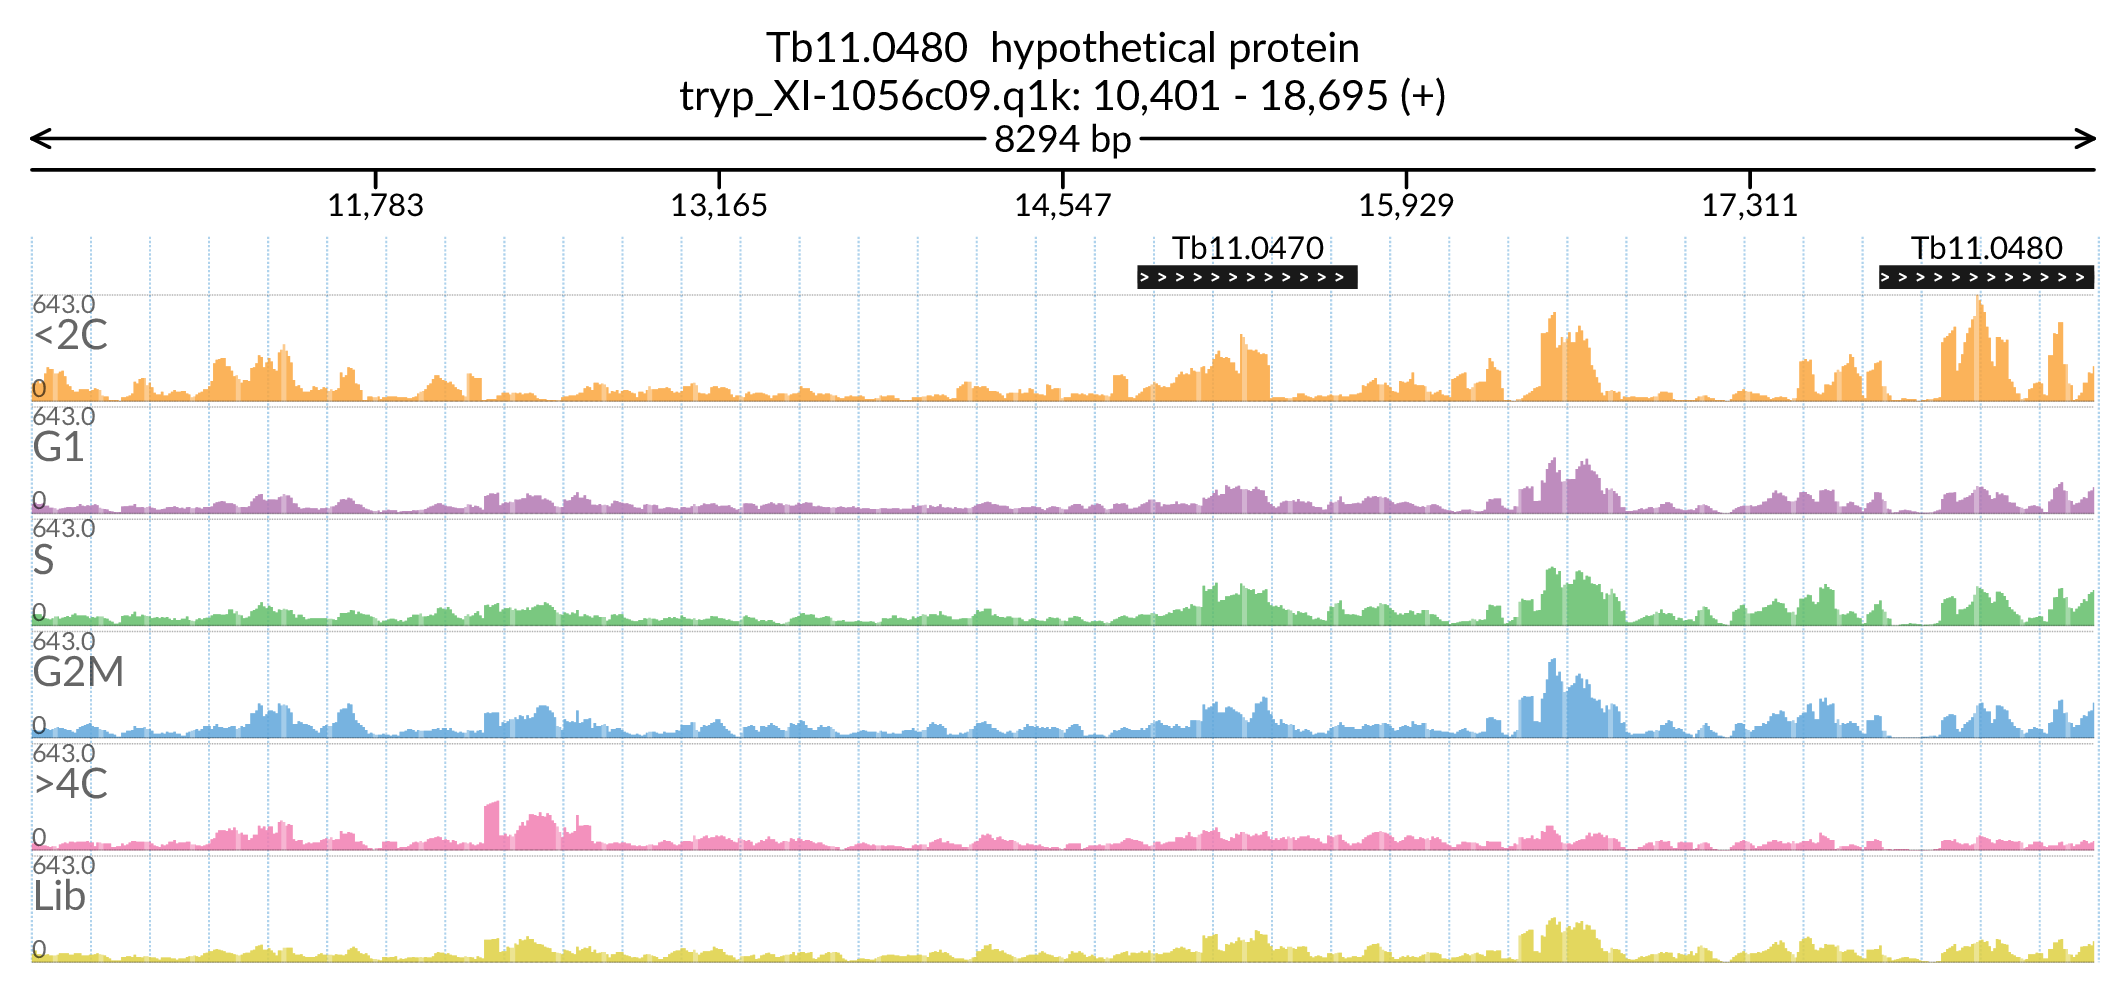 Tb11.0480  hypothetical protein
tryp_XI-1056c09.q1k: 10,401 - 18,695 (+)
8294 bp
11,783 13,165 14,547 15,929 17,311
Tb11.0470 Tb11.0480
643.0
<2C
0
643.0
G1
0
643.0
S
0
643.0
G2M
0
643.0
>4C
0
643.0
Lib
0